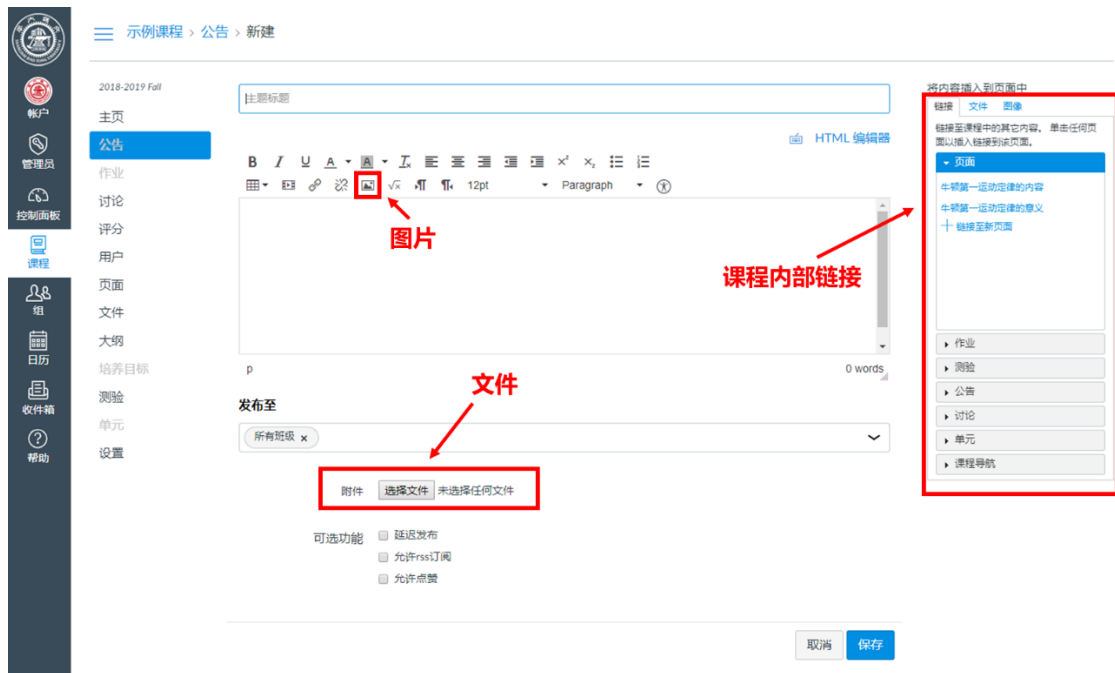 示例课程 › 公告 › 新建
帐户
管理员
控制面板
课程
组
日历
收件箱
帮助
2018-2019 Fall
主页
公告
作业
讨论
评分
用户
页面
文件
大纲
培养目标
测验
单元
设置
主题标题
HTML 编辑器
B I U A A Tx x² x₂
√x ¶ ¶ 12pt Paragraph
图片
p
0 words
文件
发布至
所有班级 ×
附件 选择文件 未选择任何文件
可选功能
延迟发布
允许rss订阅
允许点赞
取消 保存
将内容插入到页面中
链接 文件 图像
链接至课程中的其它内容。 单击任何页
面以插入链接到该页面。
页面
牛顿第一运动定律的内容
牛顿第一运动定律的意义
链接至新页面
课程内部链接
作业
测验
公告
讨论
单元
课程导航